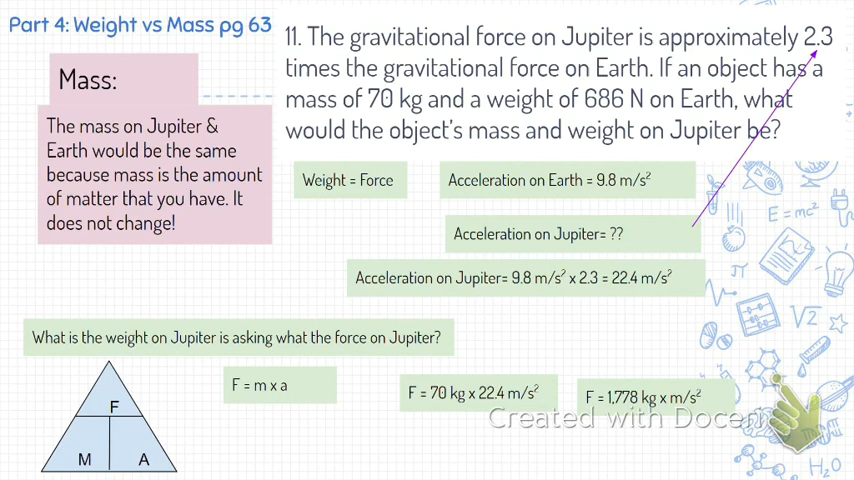 Part 4: Weight vs Mass pg 63
Mass:
The mass on Jupiter &
Earth would be the same
because mass is the amount
of matter that you have. It
does not change!
11. The gravitational force on Jupiter is approximately 2.3
times the gravitational force on Earth. If an object has a
mass of 70 kg and a weight of 686 N on Earth, what
would the object's mass and weight on Jupiter be?
Weight = Force
Acceleration on Earth = 9.8 m/s²
Acceleration on Jupiter= ??
Acceleration on Jupiter= 9.8 m/s² x 2.3 = 22.4 m/s²
What is the weight on Jupiter is asking what the force on Jupiter?
F = m x a
F = 70 kg x 22.4 m/s²
F = 1,778 kg x m/s²
F
M A
Created with Doceri
E=mc²
π
√2
H₂O